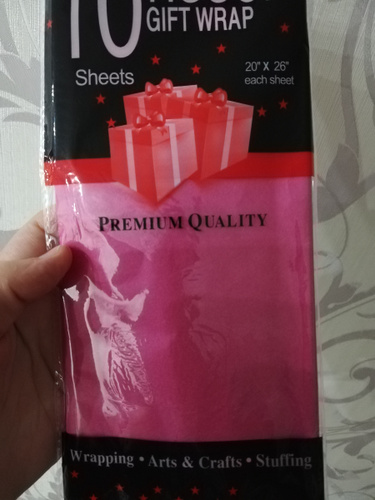 10
GIFT WRAP
Sheets
20" X 26"
each sheet
PREMIUM QUALITY
Wrapping • Arts & Crafts • Stuffing